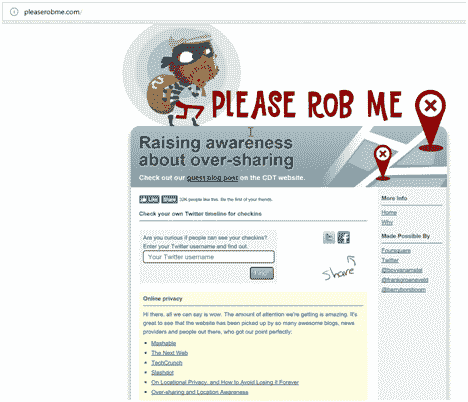 pleaserobme.com
PLEASE ROB ME
Raising awareness
about over-sharing
Check out our guest blog post on the CDT website.
Like
12K people like this. Be the first of your friends.
Check your own Twitter timeline for checkins
Are you curious if people can see your checkins?
Enter your Twitter username and find out.
Your Twitter username
share
More Info
Home
Why
Made Possible By
Foursquare
Twitter
@boyvanamstel
@frankgroeneveld
@barryborsboom
Online privacy
Hi there, all we can say is wow. The amount of attention we're getting is amazing. It's
great to see that the website has been picked up by so many awesome blogs, news
providers and people out there, who got our point perfectly:
Mashable
The Next Web
TechCrunch
Slashdot
On Locational Privacy, and How to Avoid Losing it Forever
Over-sharing and Location Awareness